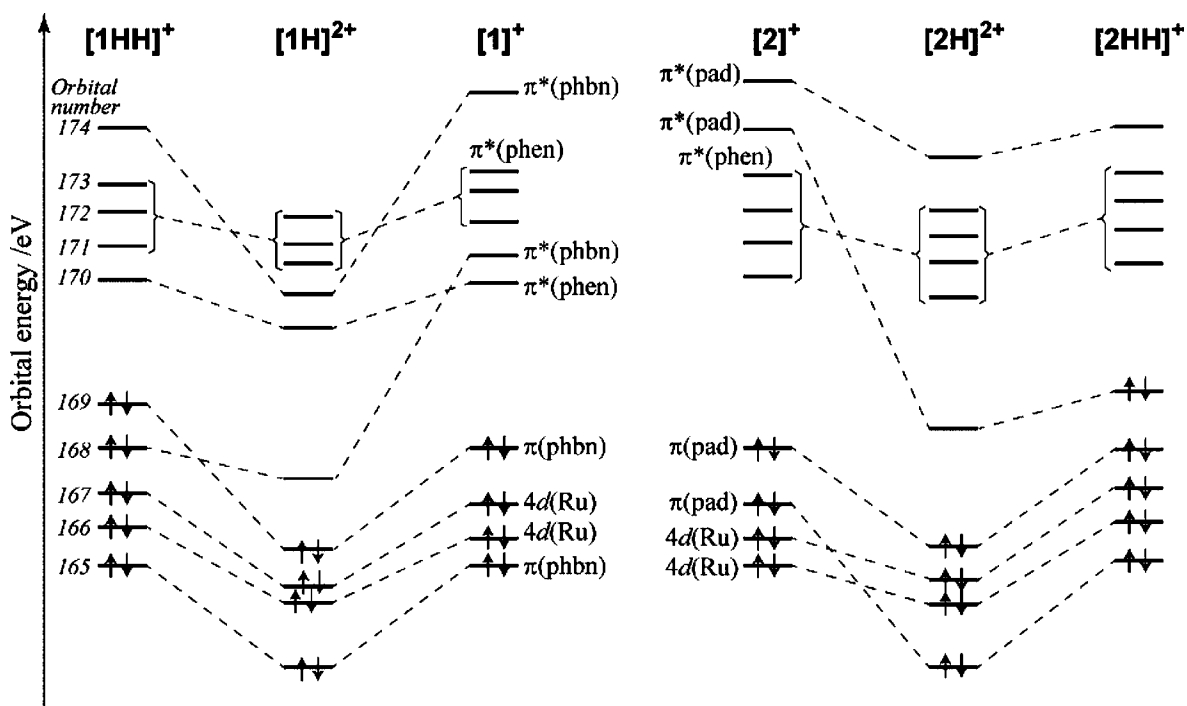 [1HH]⁺ [1H]²⁺ [1]⁺ [2]⁺ [2H]²⁺ [2HH]⁺
Orbital energy /eV
Orbital
number
174
173
172
171
170
169
168
167
166
165
π*(phbn)
π*(phen)
π*(phbn)
π*(phen)
π(phbn)
4d(Ru)
4d(Ru)
π(phbn)
π*(pad)
π*(pad)
π*(phen)
π(pad)
π(pad)
4d(Ru)
4d(Ru)